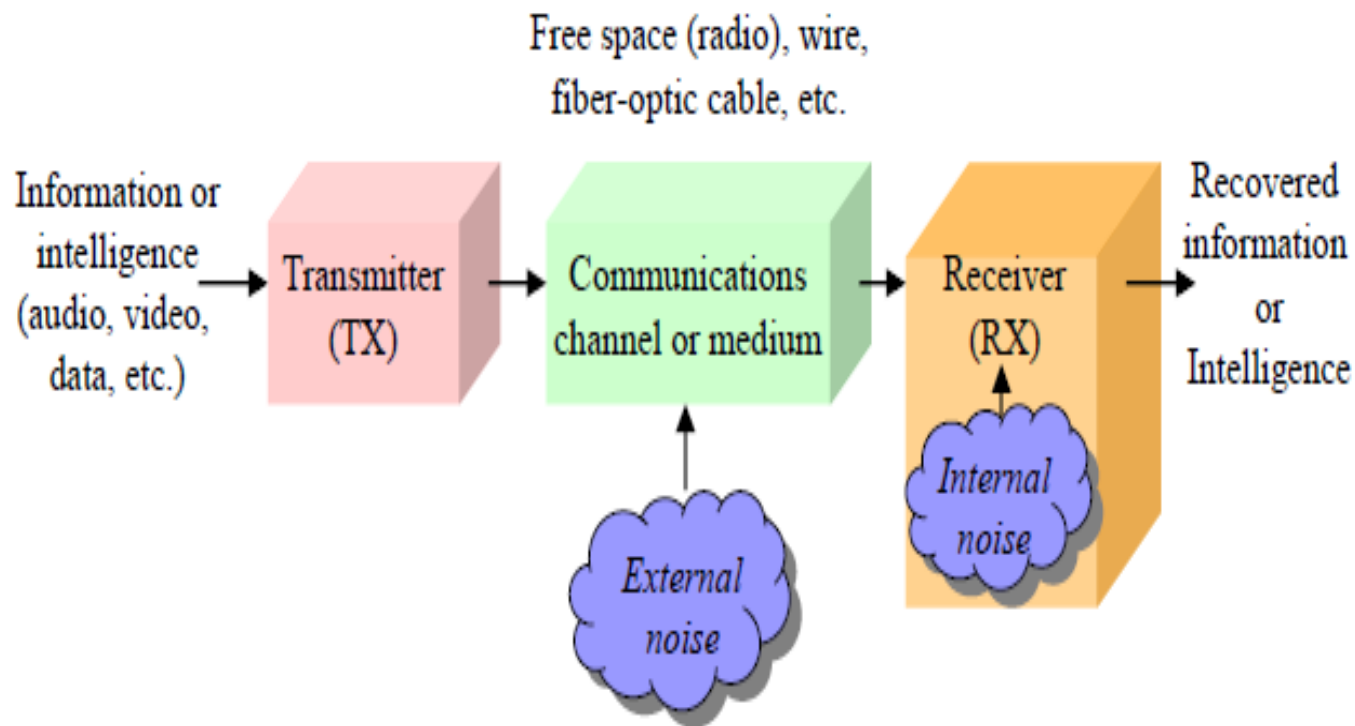 Free space (radio), wire,
fiber-optic cable, etc.
Information or
intelligence
(audio, video,
data, etc.)
Transmitter
(TX)
Communications
channel or medium
Receiver
(RX)
Recovered
information
or
Intelligence
External
noise
Internal
noise